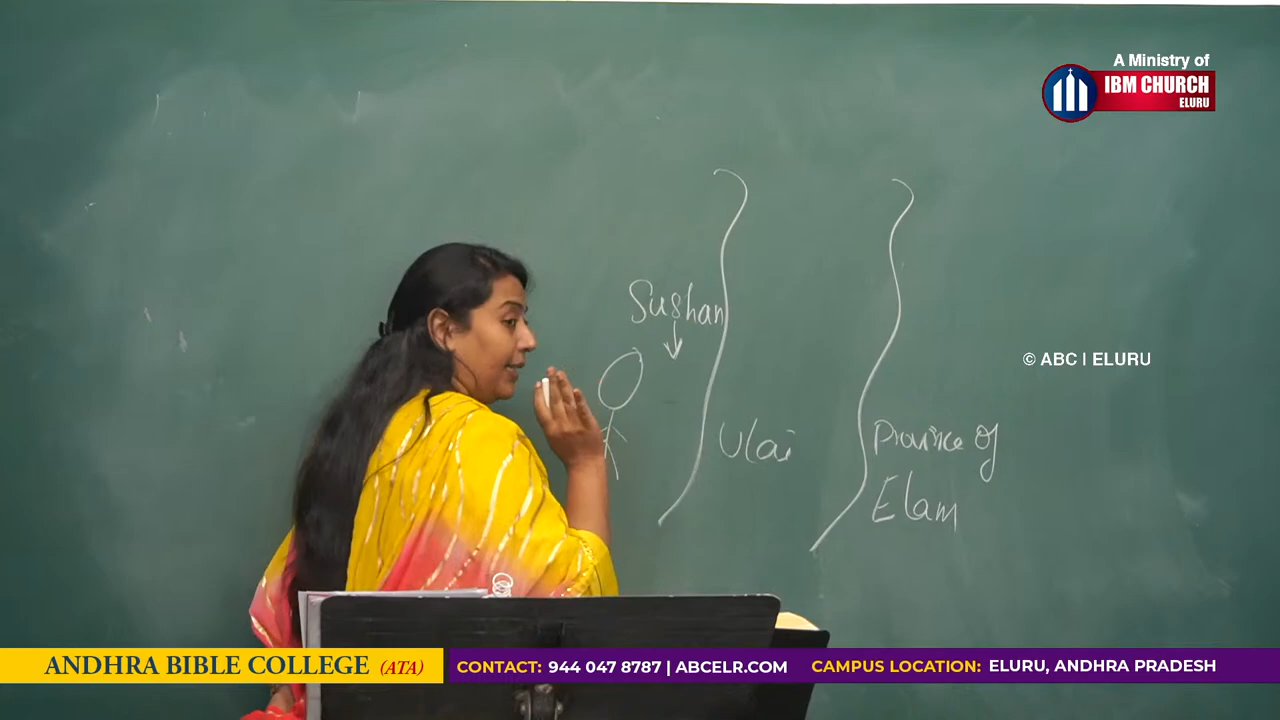 A Ministry of
IBM CHURCH
ELURU
Sushan
© ABC | ELURU
Ulai
Province of
Elam
ANDHRA BIBLE COLLEGE (ATA)
CONTACT: 944 047 8787 | ABCELR.COM
CAMPUS LOCATION: ELURU, ANDHRA PRADESH